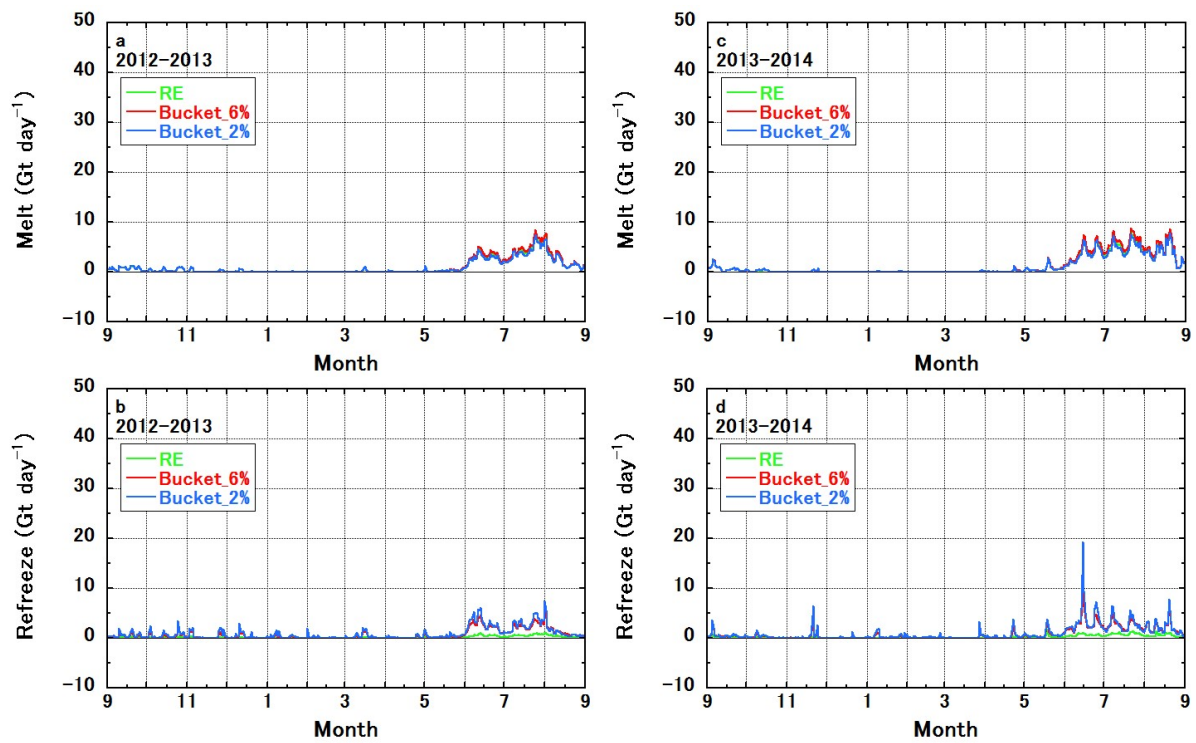 a
2012-2013
RE
Bucket_6%
Bucket_2%
Melt (Gt day⁻¹)
50
40
30
20
10
0
-10
9 11 1 3 5 7 9
Month
c
2013-2014
RE
Bucket_6%
Bucket_2%
Melt (Gt day⁻¹)
50
40
30
20
10
0
-10
9 11 1 3 5 7 9
Month
b
2012-2013
RE
Bucket_6%
Bucket_2%
Refreeze (Gt day⁻¹)
50
40
30
20
10
0
-10
9 11 1 3 5 7 9
Month
d
2013-2014
RE
Bucket_6%
Bucket_2%
Refreeze (Gt day⁻¹)
50
40
30
20
10
0
-10
9 11 1 3 5 7 9
Month